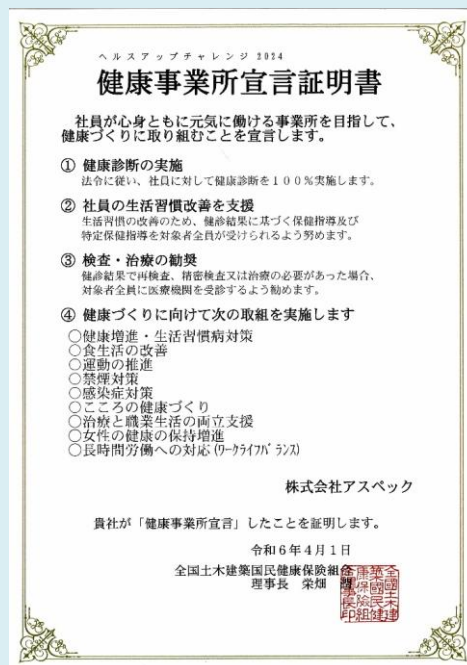 ヘルスアップチャレンジ 2024
健康事業所宣言証明書
社員が心身ともに元気に働ける事業所を目指して、
健康づくりに取り組むことを宣言します。
① 健康診断の実施
法令に従い、社員に対して健康診断を100%実施します。
② 社員の生活習慣改善を支援
生活習慣の改善のため、健診結果に基づく保健指導及び
特定保健指導を対象者全員が受けられるよう努めます。
③ 検査・治療の勧奨
健診結果で再検査、精密検査又は治療の必要があった場合、
対象者全員に医療機関を受診するよう勧めます。
④ 健康づくりに向けて次の取組を実施します
○健康増進・生活習慣病対策
○食生活の改善
○運動の推進
○禁煙対策
○感染症対策
○こころの健康づくり
○治療と職業生活の両立支援
○女性の健康の保持増進
○長時間労働への対応(ワークライフバランス)
株式会社アスペック
貴社が「健康事業所宣言」したことを証明します。
令和6年4月1日
全国土木建築国民健康保険組合
理事長 栄畑